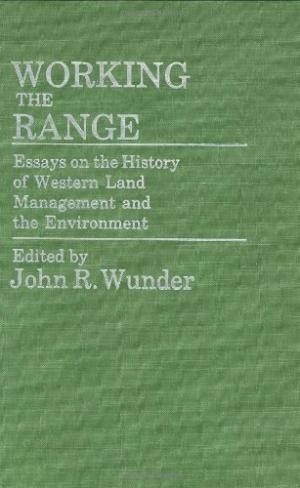 WORKING
THE
RANGE
Essays on the History
of Western Land
Management and
the Environment
Edited by
John R. Wunder